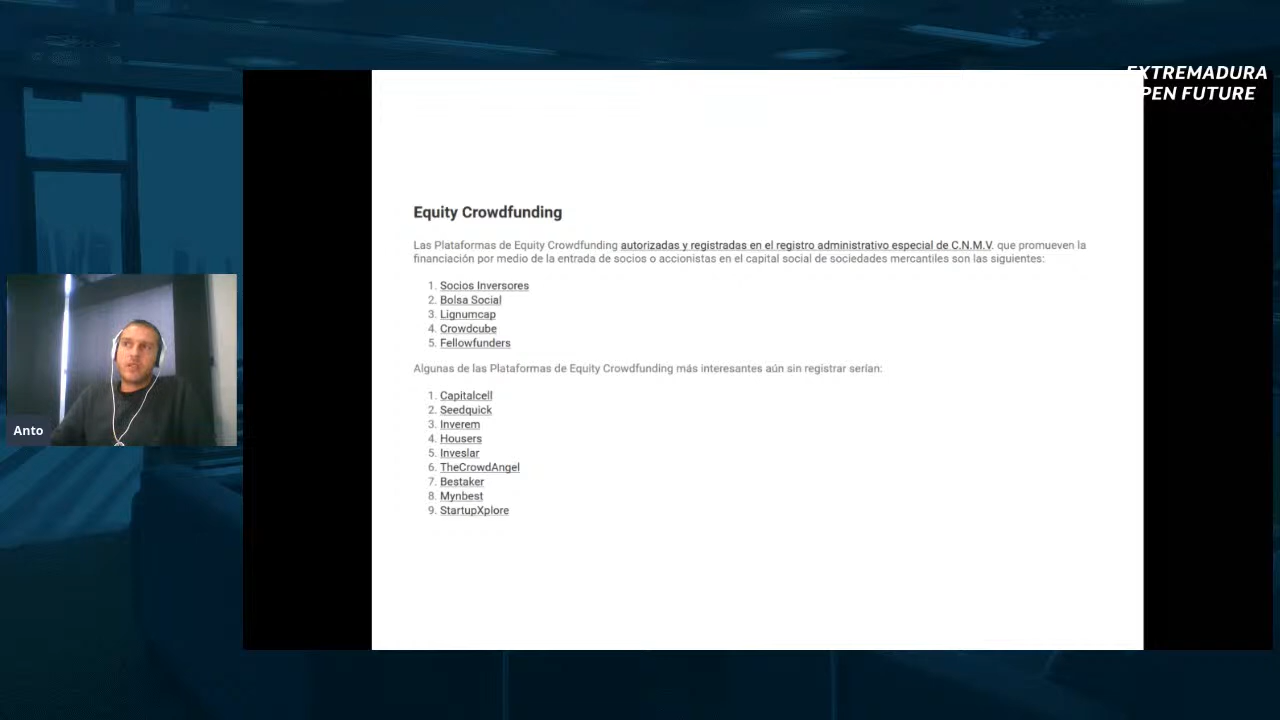 EXTREMADURA
PEN FUTURE
Equity Crowdfunding
Las Plataformas de Equity Crowdfunding autorizadas y registradas en el registro administrativo especial de C.N.M.V. que promueven la
financiación por medio de la entrada de socios o accionistas en el capital social de sociedades mercantiles son las siguientes:
1. Socios Inversores
2. Bolsa Social
3. Lignumcap
4. Crowdcube
5. Fellowfunders
Algunas de las Plataformas de Equity Crowdfunding más interesantes aún sin registrar serían:
1. Capitalcell
2. Seedquick
3. Inverem
4. Housers
5. Inveslar
6. TheCrowdAngel
7. Bestaker
8. Mynbest
9. StartupXplore
Anto